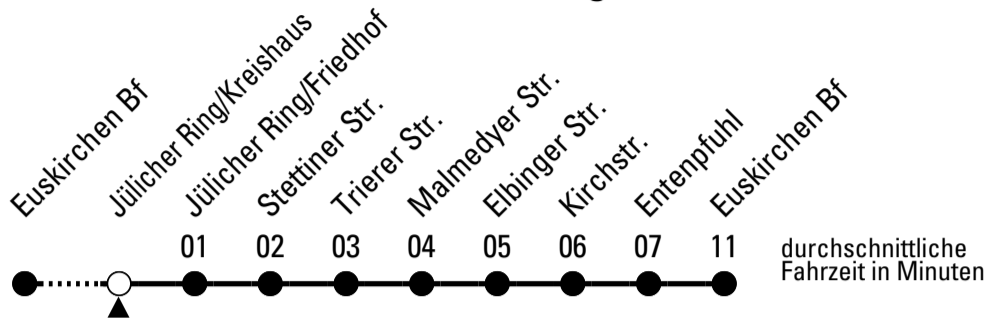 Euskirchen Bf
Jülicher Ring/Kreishaus
Jülicher Ring/Friedhof
Stettiner Str.
Trierer Str.
Malmedyer Str.
Elbinger Str.
Kirchstr.
Entenpfuhl
Euskirchen Bf
01 02 03 04 05 06 07 11
durchschnittliche
Fahrzeit in Minuten